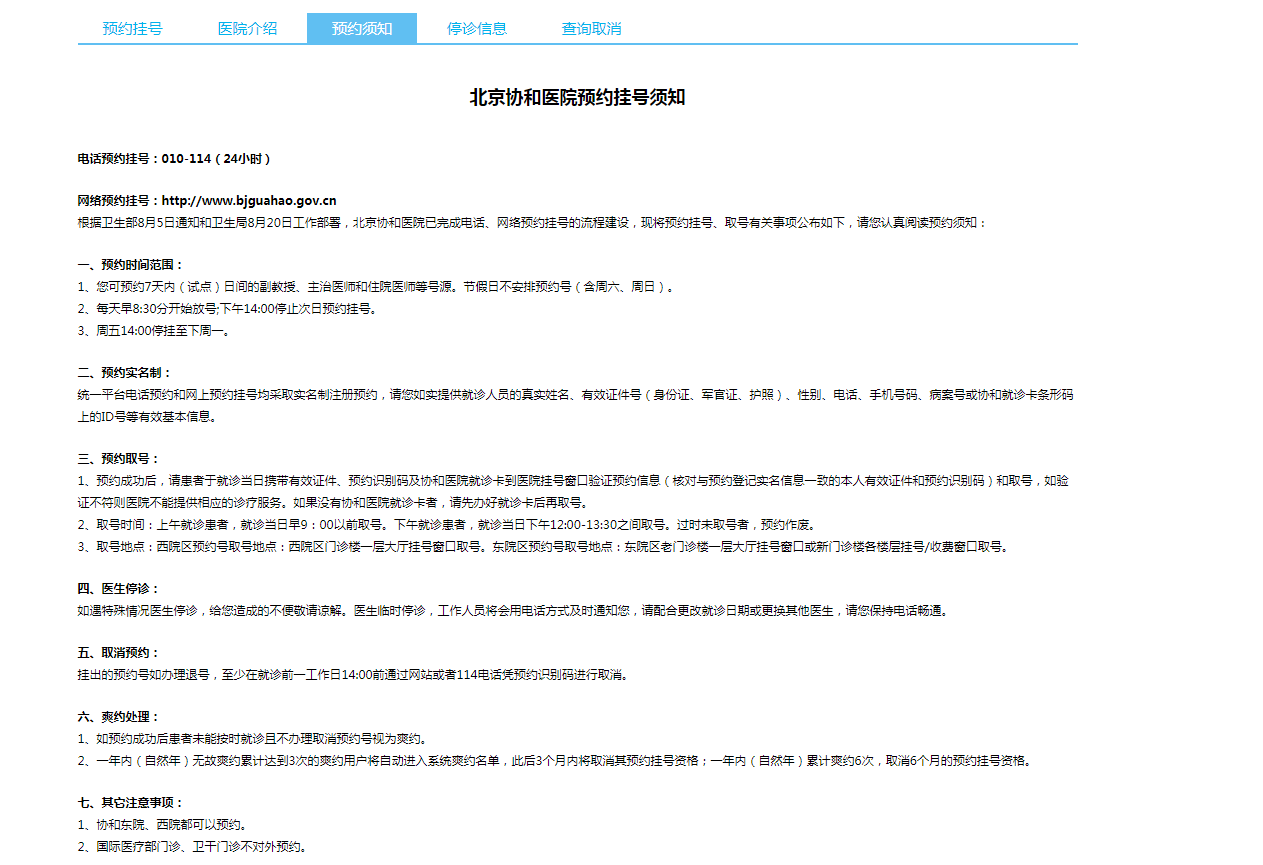 预约挂号 医院介绍 预约须知 停诊信息 查询取消
北京协和医院预约挂号须知
电话预约挂号：010-114（24小时）
网络预约挂号：http://www.bjguahao.gov.cn
根据卫生部8月5日通知和卫生局8月20日工作部署，北京协和医院已完成电话、网络预约挂号的流程建设，现将预约挂号、取号有关事项公布如下，请您认真阅读预约须知：
一、预约时间范围：
1、您可预约7天内（试点）日间的副教授、主治医师和住院医师等号源。节假日不安排预约号（含周六、周日）。
2、每天早8:30分开始放号;下午14:00停止次日预约挂号。
3、周五14:00停挂至下周一。
二、预约实名制：
统一平台电话预约和网上预约挂号均采取实名制注册预约，请您如实提供就诊人员的真实姓名、有效证件号（身份证、军官证、护照）、性别、电话、手机号码、病案号或协和就诊卡条形码
上的ID号等有效基本信息。
三、预约取号：
1、预约成功后，请患者于就诊当日携带有效证件、预约识别码及协和医院就诊卡到医院挂号窗口验证预约信息（核对与预约登记实名信息一致的本人有效证件和预约识别码）和取号，如验
证不符则医院不能提供相应的诊疗服务。如果没有协和医院就诊卡者，请先办好就诊卡后再取号。
2、取号时间：上午就诊患者，就诊当日早9：00以前取号。下午就诊患者，就诊当日下午12:00-13:30之间取号。过时未取号者，预约作废。
3、取号地点：西院区预约号取号地点：西院区门诊楼一层大厅挂号窗口取号。东院区预约号取号地点：东院区老门诊楼一层大厅挂号窗口或新门诊楼各楼层挂号/收费窗口取号。
四、医生停诊：
如遇特殊情况医生停诊，给您造成的不便敬请谅解。医生临时停诊，工作人员将会用电话方式及时通知您，请配合更改就诊日期或更换其他医生，请您保持电话畅通。
五、取消预约：
挂出的预约号如办理退号，至少在就诊前一工作日14:00前通过网站或者114电话凭预约识别码进行取消。
六、爽约处理：
1、如预约成功后患者未能按时就诊且不办理取消预约号视为爽约。
2、一年内（自然年）无故爽约累计达到3次的爽约用户将自动进入系统爽约名单，此后3个月内将取消其预约挂号资格；一年内（自然年）累计爽约6次，取消6个月的预约挂号资格。
七、其它注意事项：
1、协和东院、西院都可以预约。
2、国际医疗部门诊、卫干门诊不对外预约。